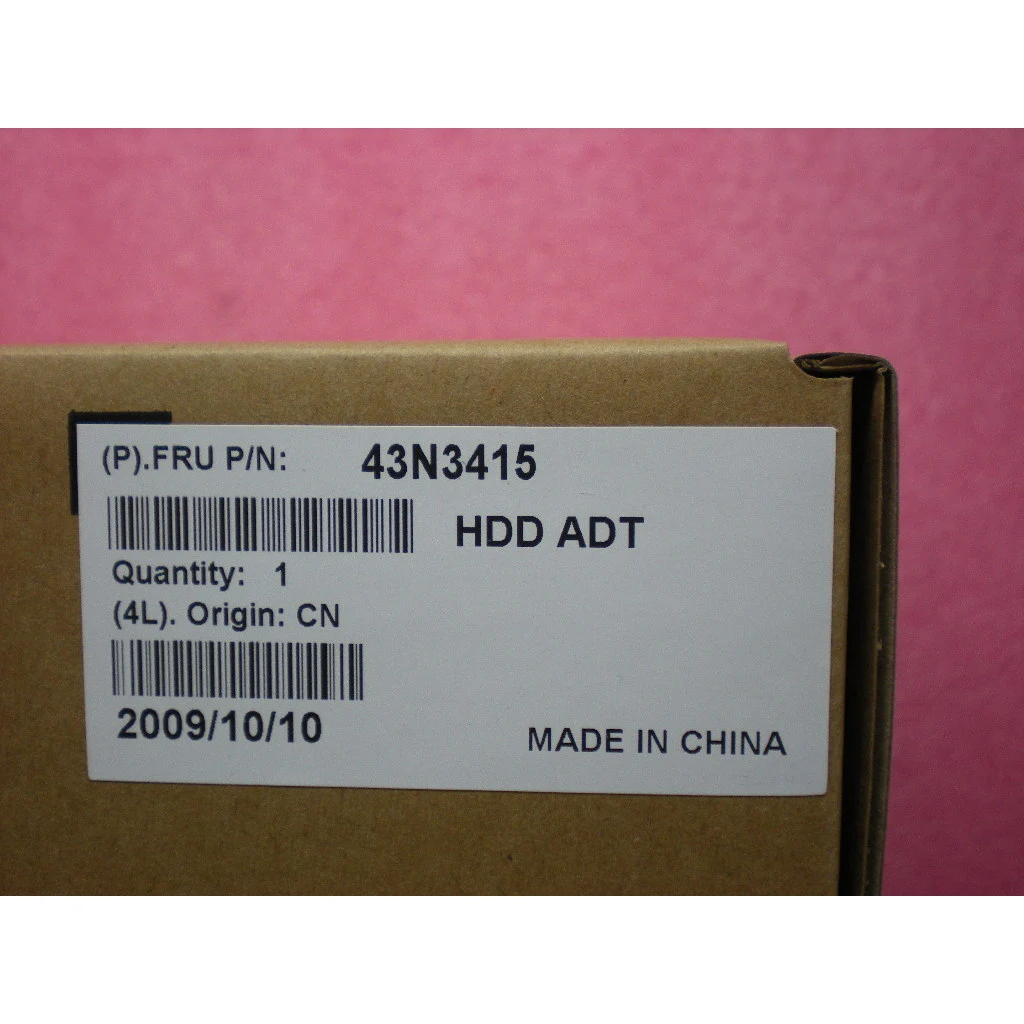 (P).FRU P/N: 43N3415
HDD ADT
Quantity: 1
(4L). Origin: CN
2009/10/10
MADE IN CHINA